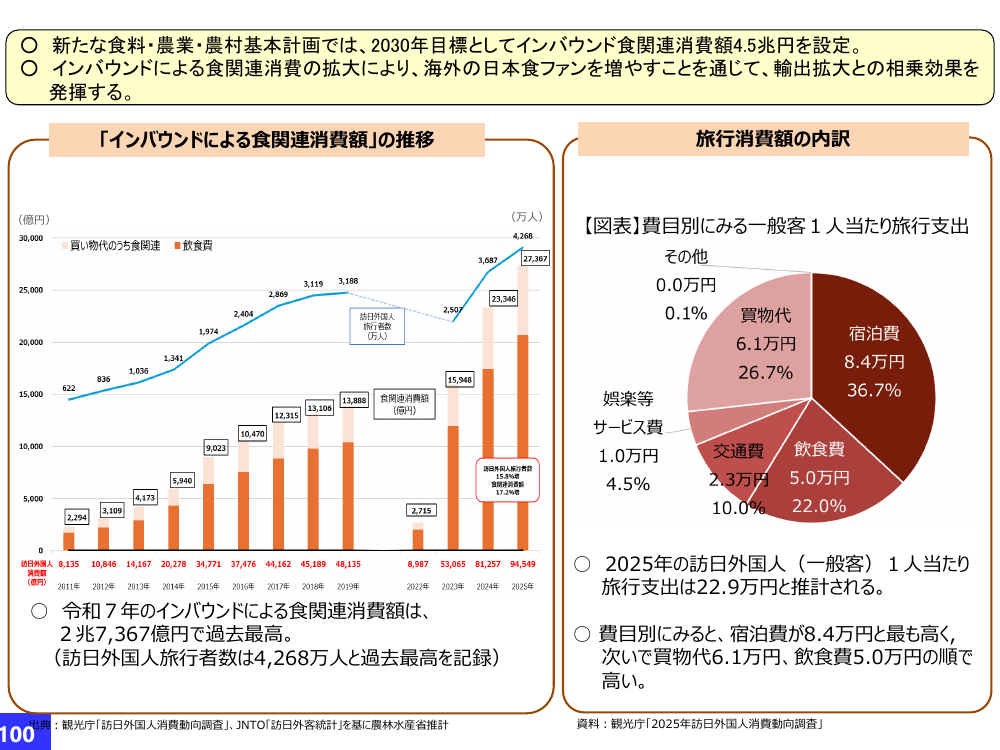 ○ 新たな食料・農業・農村基本計画では、2030年目標としてインバウンド食関連消費額4.5兆円を設定。
○ インバウンドによる食関連消費の拡大により、海外の日本食ファンを増やすことを通じて、輸出拡大との相乗効果を
発揮する。
「インバウンドによる食関連消費額」の推移
（億円）
（万人）
買い物代のうち食関連 飲食費
30,000
25,000
20,000
15,000
10,000
5,000
0
622
836
1,036
1,341
1,974
2,404
2,869
3,119
3,188
2,507
3,687
4,268
訪日外国人
旅行者数
（万人）
食関連消費額
（億円）
2,294
3,109
4,173
5,940
9,023
10,470
12,315
13,106
13,888
2,715
15,948
23,346
27,367
訪日外国人旅行者数
15.8%増
食関連消費額
17.2%増
訪日外国人
消費額
（億円）
8,135 10,846 14,167 20,278 34,771 37,476 44,162 45,189 48,135 8,987 53,065 81,257 94,549
2011年 2012年 2013年 2014年 2015年 2016年 2017年 2018年 2019年 2022年 2023年 2024年 2025年
○ 令和７年のインバウンドによる食関連消費額は、
２兆7,367億円で過去最高。
（訪日外国人旅行者数は4,268万人と過去最高を記録）
出典：観光庁「訪日外国人消費動向調査」、JNTO「訪日外客統計」を基に農林水産省推計
100
旅行消費額の内訳
【図表】費目別にみる一般客１人当たり旅行支出
その他
0.0万円
0.1%
買物代
6.1万円
26.7%
宿泊費
8.4万円
36.7%
娯楽等
サービス費
1.0万円
4.5%
交通費
2.3万円
10.0%
飲食費
5.0万円
22.0%
○ 2025年の訪日外国人（一般客）１人当たり
旅行支出は22.9万円と推計される。
○ 費目別にみると、宿泊費が8.4万円と最も高く，
次いで買物代6.1万円、飲食費5.0万円の順で
高い。
資料：観光庁「2025年訪日外国人消費動向調査」